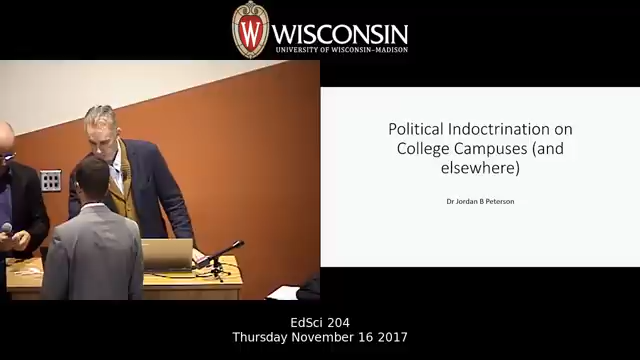 W
WISCONSIN
UNIVERSITY OF WISCONSIN–MADISON
Political Indoctrination on
College Campuses (and
elsewhere)
Dr Jordan B Peterson
EdSci 204
Thursday November 16 2017